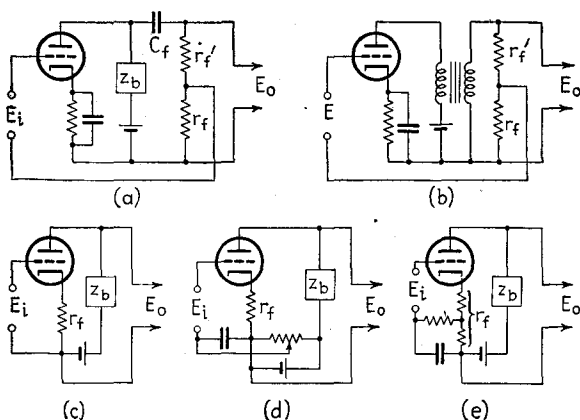 C_f
r_f'
z_b
E_i
E_o
r_f
(a)
r_f'
E
E_o
r_f
(b)
E_i
z_b
E_o
r_f
(c)
E_i
z_b
E_o
r_f
(d)
E_i
z_b
E_o
r_f
(e)